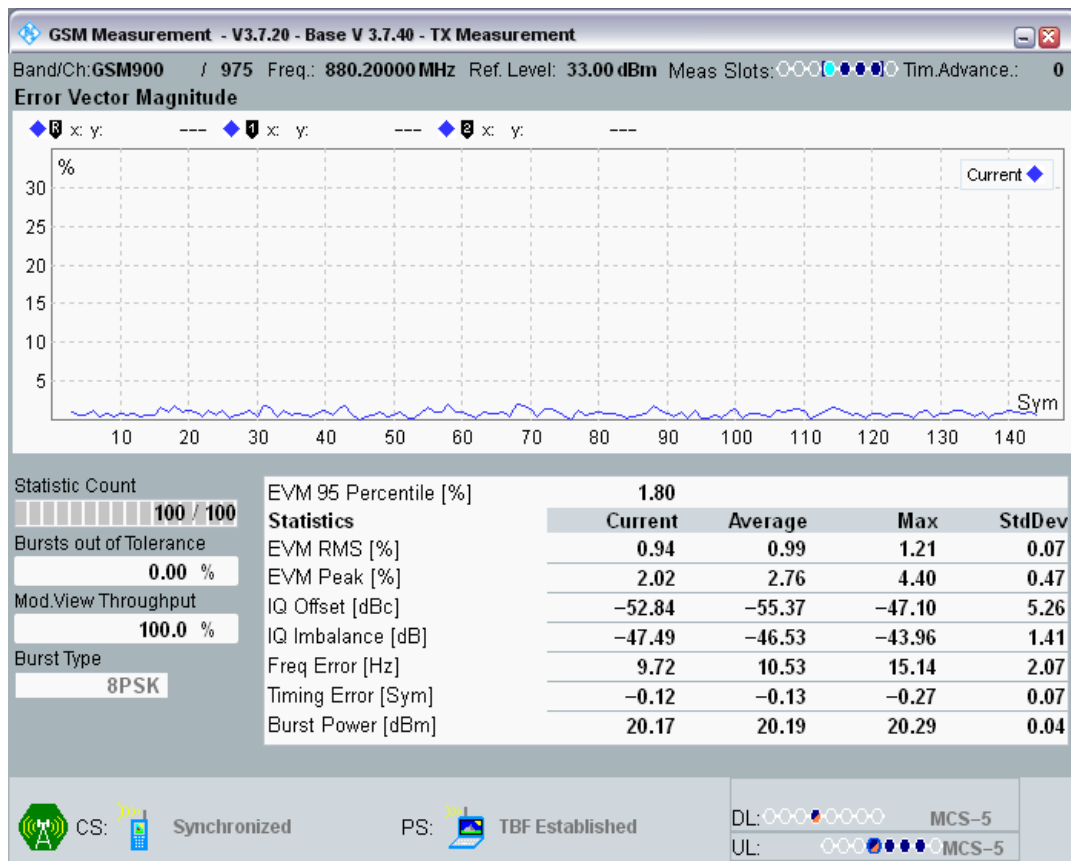 GSM Measurement - V3.7.20 - Base V 3.7.40 - TX Measurement
Band/Ch:GSM900 / 975 Freq.: 880.20000 MHz Ref. Level: 33.00 dBm Meas Slots: Tim.Advance.: 0
Error Vector Magnitude
R x: y: --- 1 x: y: --- 2 x: y: ---
%
Current
30
25
20
15
10
5
Sym
10 20 30 40 50 60 70 80 90 100 110 120 130 140
Statistic Count
100 / 100
Bursts out of Tolerance
0.00 %
Mod.View Throughput
100.0 %
Burst Type
8PSK
EVM 95 Percentile [%] 1.80
Statistics Current Average Max StdDev
EVM RMS [%] 0.94 0.99 1.21 0.07
EVM Peak [%] 2.02 2.76 4.40 0.47
IQ Offset [dBc] −52.84 −55.37 −47.10 5.26
IQ Imbalance [dB] −47.49 −46.53 −43.96 1.41
Freq Error [Hz] 9.72 10.53 15.14 2.07
Timing Error [Sym] −0.12 −0.13 −0.27 0.07
Burst Power [dBm] 20.17 20.19 20.29 0.04
CS: Synchronized PS: TBF Established
DL: MCS−5
UL: MCS−5